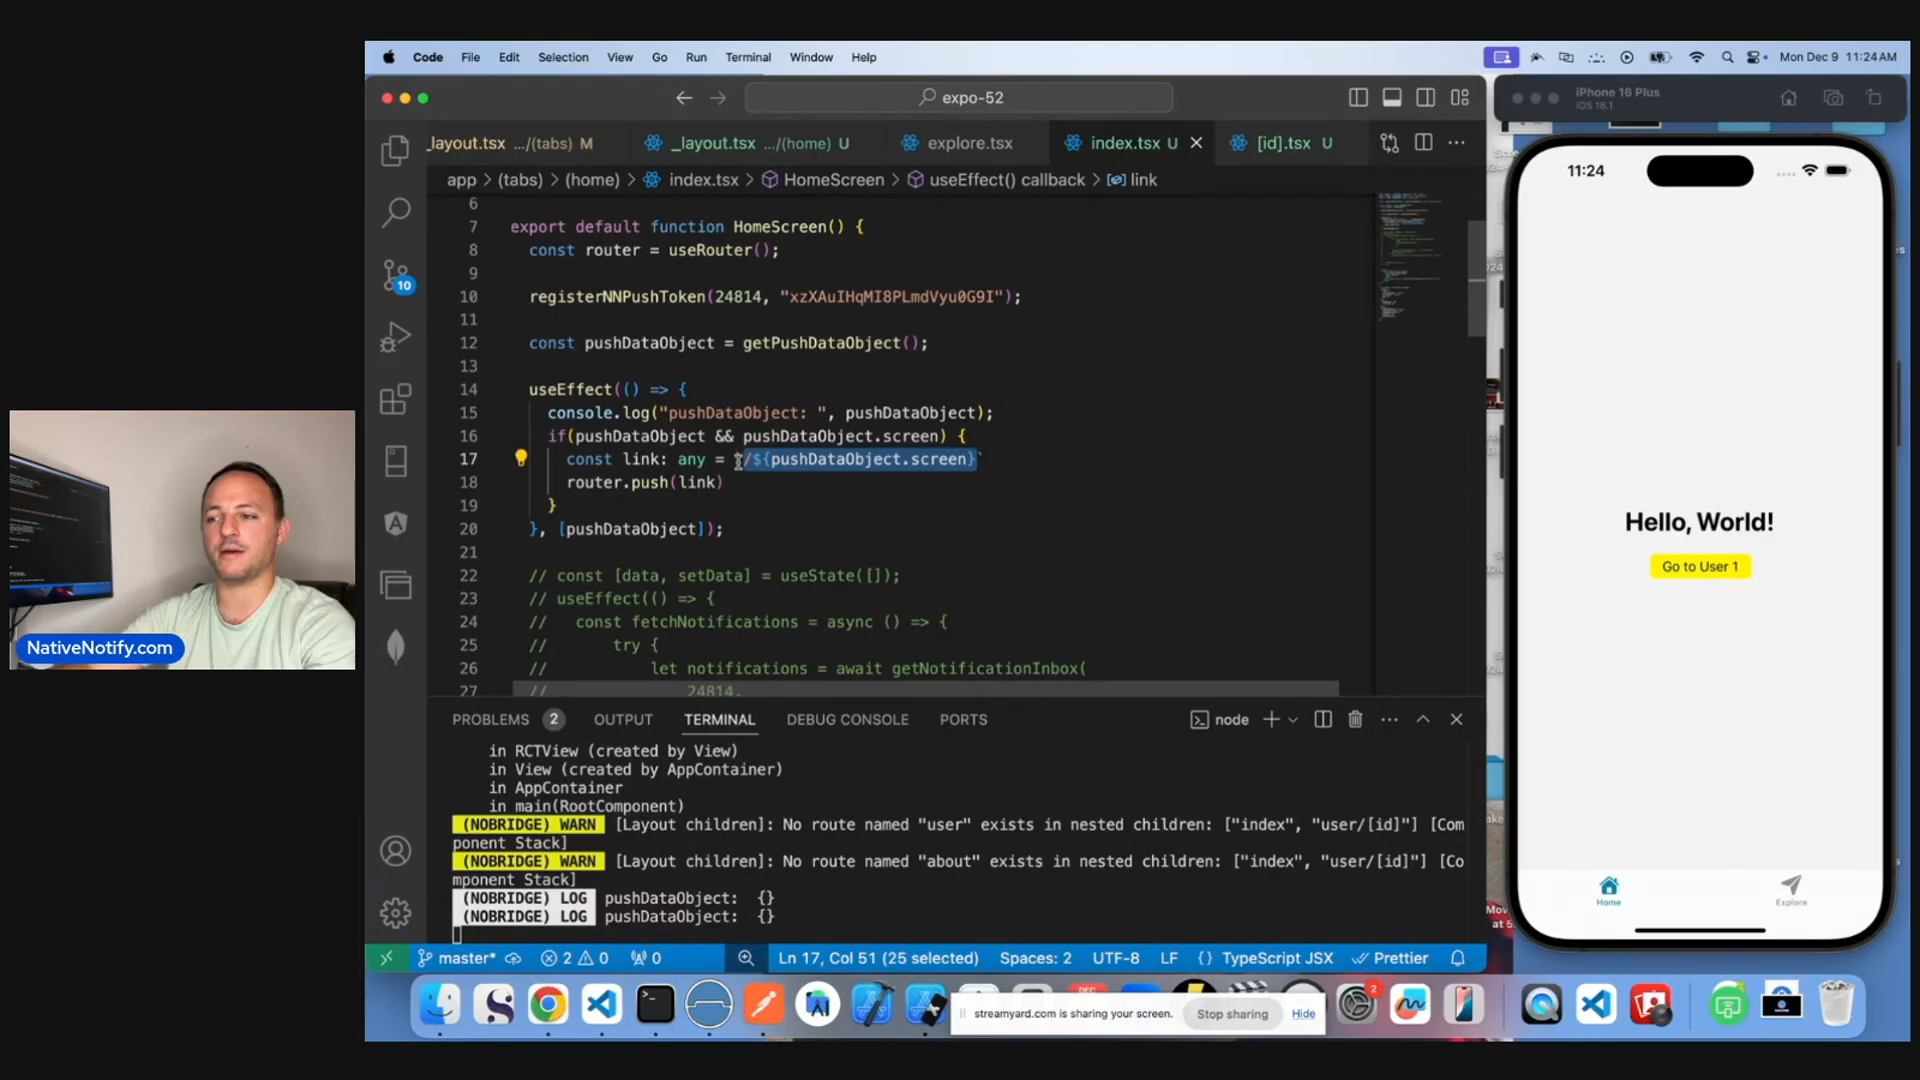 Code File Edit Selection View Go Run Terminal Window Help
Mon Dec 9 11:24 AM
expo-52
_layout.tsx .../(tabs) M
_layout.tsx .../(home) U
explore.tsx
index.tsx U
[id].tsx U
app > (tabs) > (home) > index.tsx > HomeScreen > useEffect() callback > link
6
7 export default function HomeScreen() {
8 const router = useRouter();
9
10 registerNNPushToken(24814, "xzXAuIHqMI8PLmdVyu0G9I");
11
12 const pushDataObject = getPushDataObject();
13
14 useEffect(() => {
15 console.log("pushDataObject: ", pushDataObject);
16 if(pushDataObject && pushDataObject.screen) {
17 const link: any = `/${pushDataObject.screen}`
18 router.push(link)
19 }
20 }, [pushDataObject]);
21
22 // const [data, setData] = useState([]);
23 // useEffect(() => {
24 // const fetchNotifications = async () => {
25 // try {
26 // let notifications = await getNotificationInbox(
27 // 24814,
10
PROBLEMS 2 OUTPUT TERMINAL DEBUG CONSOLE PORTS
node
in RCTView (created by View)
in View (created by AppContainer)
in AppContainer
in main(RootComponent)
(NOBRIDGE) WARN [Layout children]: No route named "user" exists in nested children: ["index", "user/[id]"] [Com
ponent Stack]
(NOBRIDGE) WARN [Layout children]: No route named "about" exists in nested children: ["index", "user/[id]"] [Co
mponent Stack]
(NOBRIDGE) LOG pushDataObject: {}
(NOBRIDGE) LOG pushDataObject: {}
master* 2 0 0
Ln 17, Col 51 (25 selected) Spaces: 2 UTF-8 LF {} TypeScript JSX Prettier
streamyard.com is sharing your screen. Stop sharing Hide
2
iPhone 16 Plus
iOS 18.1
11:24
Hello, World!
Go to User 1
Home
Explore
NativeNotify.com